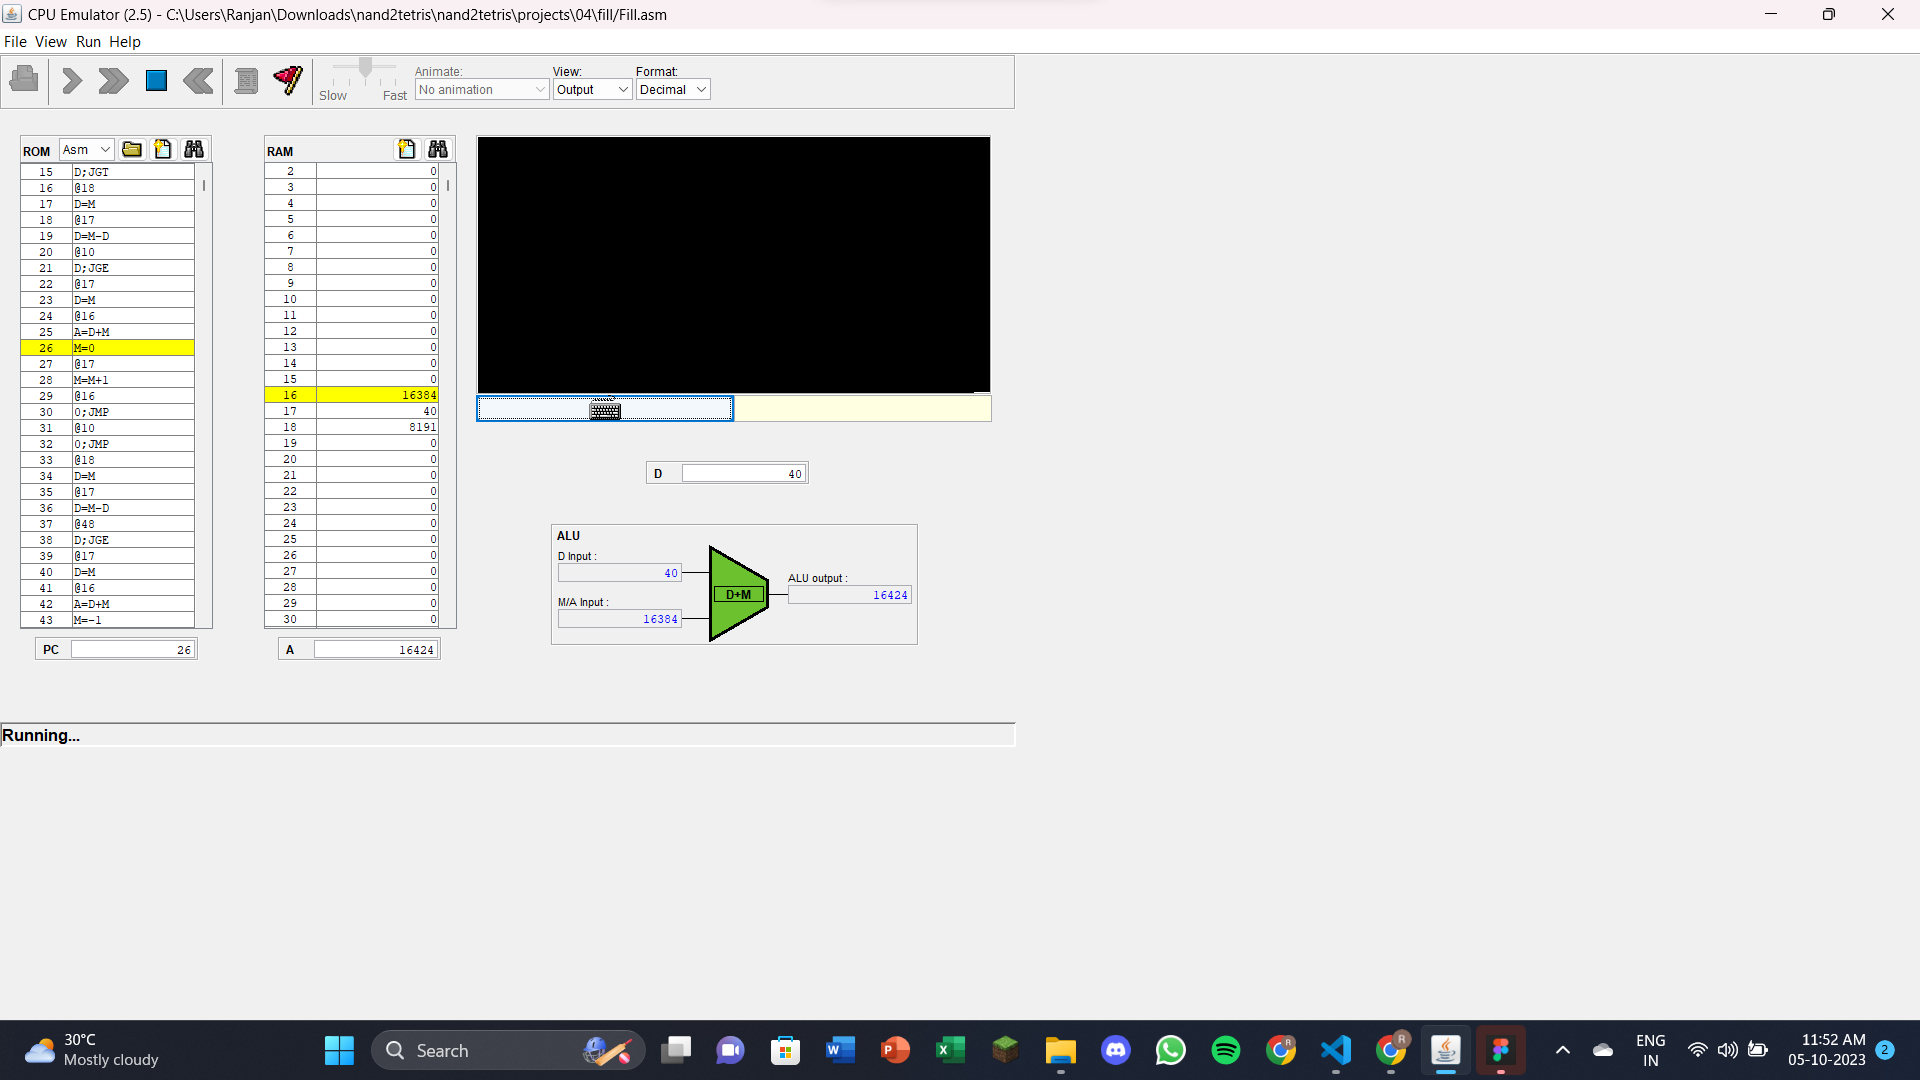 CPU Emulator (2.5) - C:\Users\Ranjan\Downloads\nand2tetris\nand2tetris\projects\04\fill/Fill.asm
File View Run Help
Animate: View: Format:
Slow Fast No animation Output Decimal
ROM Asm
15 D;JGT
16 @18
17 D=M
18 @17
19 D=M-D
20 @10
21 D;JGE
22 @17
23 D=M
24 @16
25 A=D+M
26 M=0
27 @17
28 M=M+1
29 @16
30 0;JMP
31 @10
32 0;JMP
33 @18
34 D=M
35 @17
36 D=M-D
37 @48
38 D;JGE
39 @17
40 D=M
41 @16
42 A=D+M
43 M=-1
PC 26
RAM
2 0
3 0
4 0
5 0
6 0
7 0
8 0
9 0
10 0
11 0
12 0
13 0
14 0
15 0
16 16384
17 40
18 8191
19 0
20 0
21 0
22 0
23 0
24 0
25 0
26 0
27 0
28 0
29 0
30 0
A 16424
D 40
ALU
D Input :
40
M/A Input :
16384
D+M
ALU output :
16424
Running...
30°C
Mostly cloudy
Search
ENG
IN
11:52 AM
05-10-2023
2